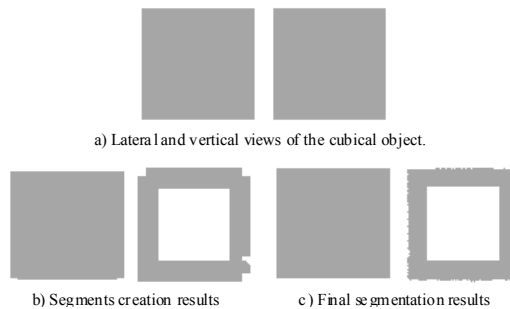 a) Lateral and vertical views of the cubical object.
b) Segments creation results
c) Final segmentation results